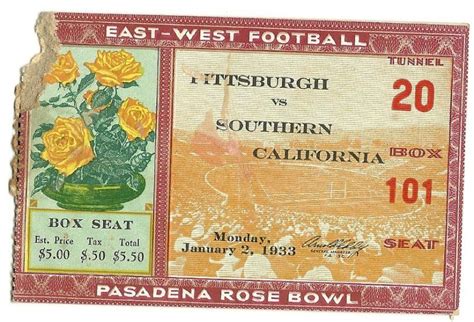 EAST-WEST FOOTBALL
PITTSBURGH
VS
SOUTHERN
CALIFORNIA
Monday,
January 2, 1933
TUNNEL
20
BOX
101
SEAT
BOX SEAT
Est. Price Tax Total
$5.00 $.50 $5.50
PASADENA ROSE BOWL